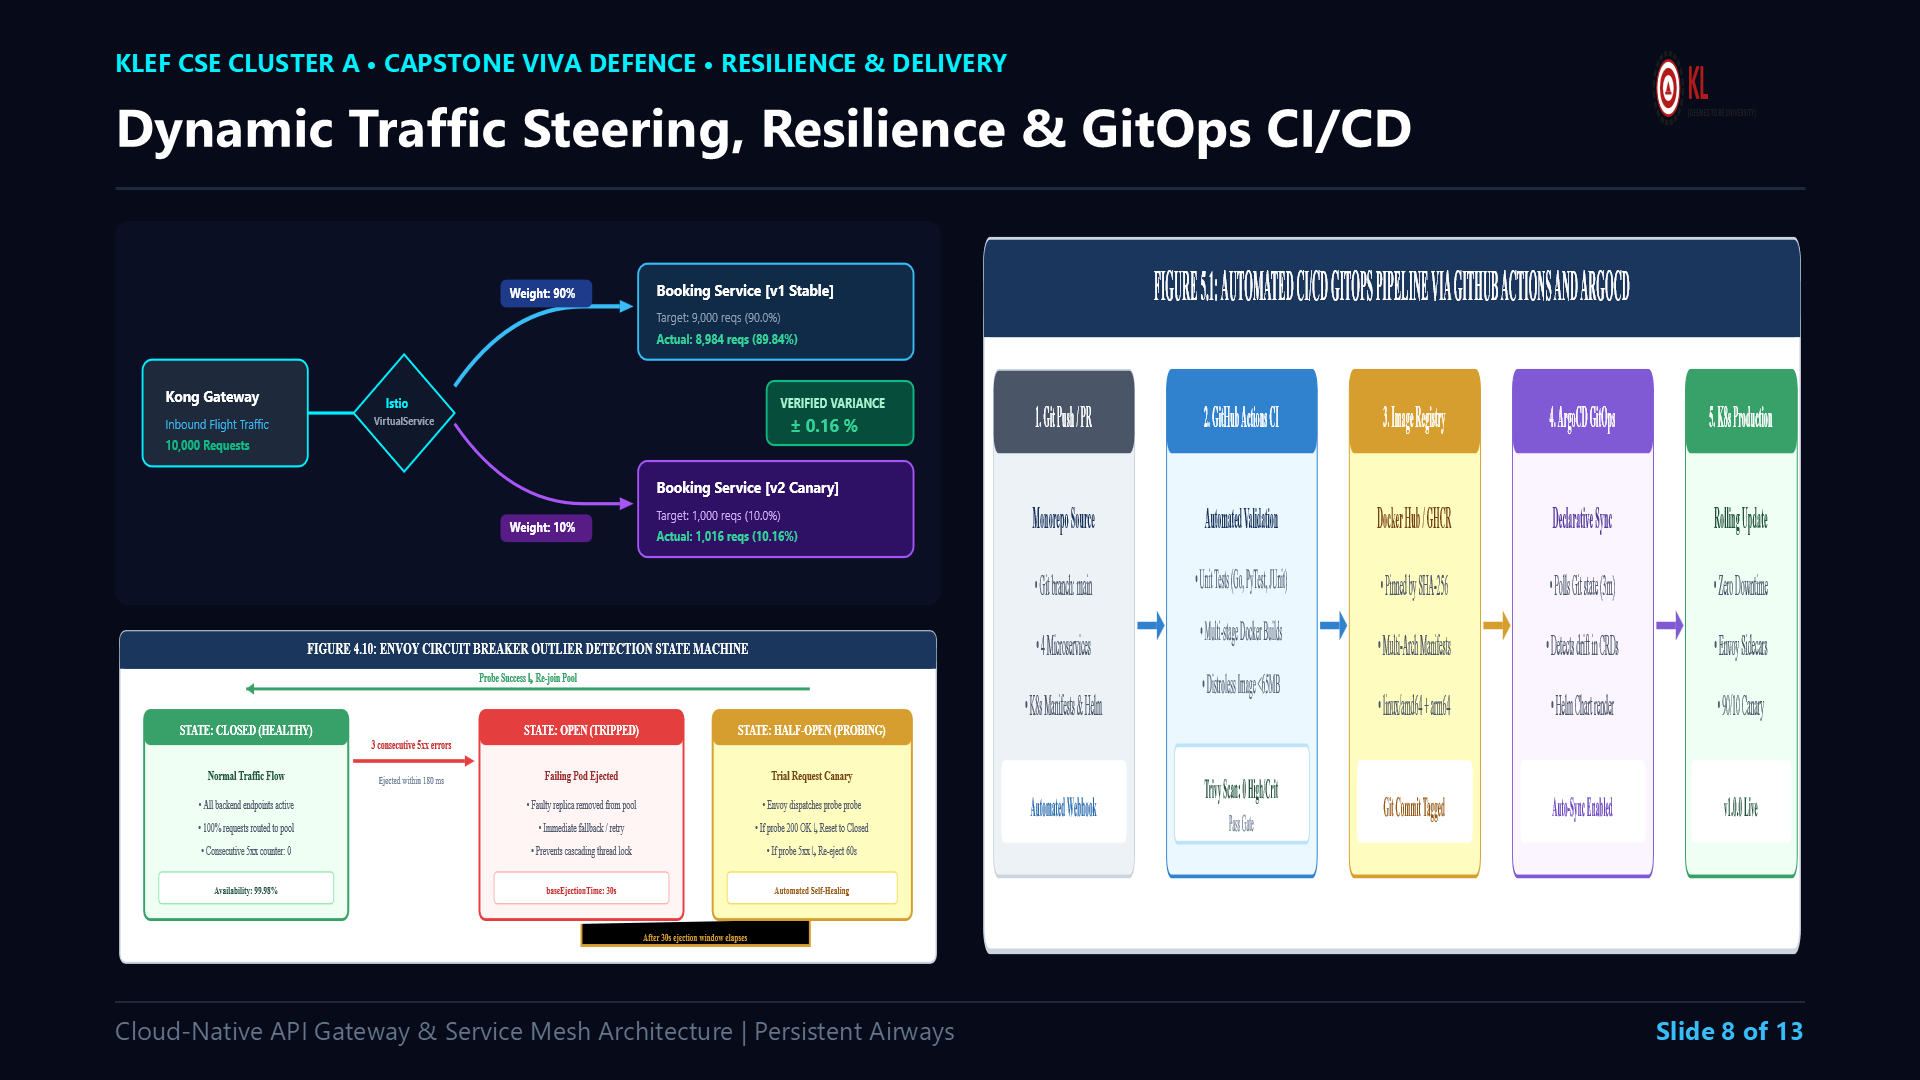 KLEF CSE CLUSTER A • CAPSTONE VIVA DEFENCE • RESILIENCE & DELIVERY
Dynamic Traffic Steering, Resilience & GitOps CI/CD
KL
(DEEMED TO BE UNIVERSITY)
Kong Gateway
Inbound Flight Traffic
10,000 Requests
Istio
VirtualService
Weight: 90%
Weight: 10%
Booking Service [v1 Stable]
Target: 9,000 reqs (90.0%)
Actual: 8,984 reqs (89.84%)
VERIFIED VARIANCE
± 0.16 %
Booking Service [v2 Canary]
Target: 1,000 reqs (10.0%)
Actual: 1,016 reqs (10.16%)
FIGURE 4.10: ENVOY CIRCUIT BREAKER OUTLIER DETECTION STATE MACHINE
Probe Success Re-join Pool
STATE: CLOSED (HEALTHY)
Normal Traffic Flow
• All backend endpoints active
• 100% requests routed to pool
• Consecutive 5xx counter: 0
Availability: 99.98%
3 consecutive 5xx errors
Ejected within 180 ms
STATE: OPEN (TRIPPED)
Failing Pod Ejected
• Faulty replica removed from pool
• Immediate fallback / retry
• Prevents cascading thread lock
baseEjectionTime: 30s
STATE: HALF-OPEN (PROBING)
Trial Request Canary
• Envoy dispatches probe probe
• If probe 200 OK Reset to Closed
• If probe 5xx Re-eject 60s
Automated Self-Healing
After 30s ejection window elapses
FIGURE 5.1: AUTOMATED CI/CD GITOPS PIPELINE VIA GITHUB ACTIONS AND ARGOCD
1. Git Push / PR
Monorepo Source
• Git branch: main
• 4 Microservices
• K8s Manifests & Helm
Automated Webhook
2. GitHub Actions CI
Automated Validation
• Unit Tests (Go, PyTest, JUnit)
• Multi-stage Docker Builds
• Distroless Image <65MB
Trivy Scan: 0 High/Crit
Pass Gate
3. Image Registry
Docker Hub / GHCR
• Pinned by SHA-256
• Multi-Arch Manifests
• linux/amd64 + arm64
Git Commit Tagged
4. ArgoCD GitOps
Declarative Sync
• Polls Git state (3m)
• Detects drift in CRDs
• Helm Chart render
Auto-Sync Enabled
5. K8s Production
Rolling Update
• Zero Downtime
• Envoy Sidecars
• 90/10 Canary
v1.0.0 Live
Cloud-Native API Gateway & Service Mesh Architecture | Persistent Airways
Slide 8 of 13